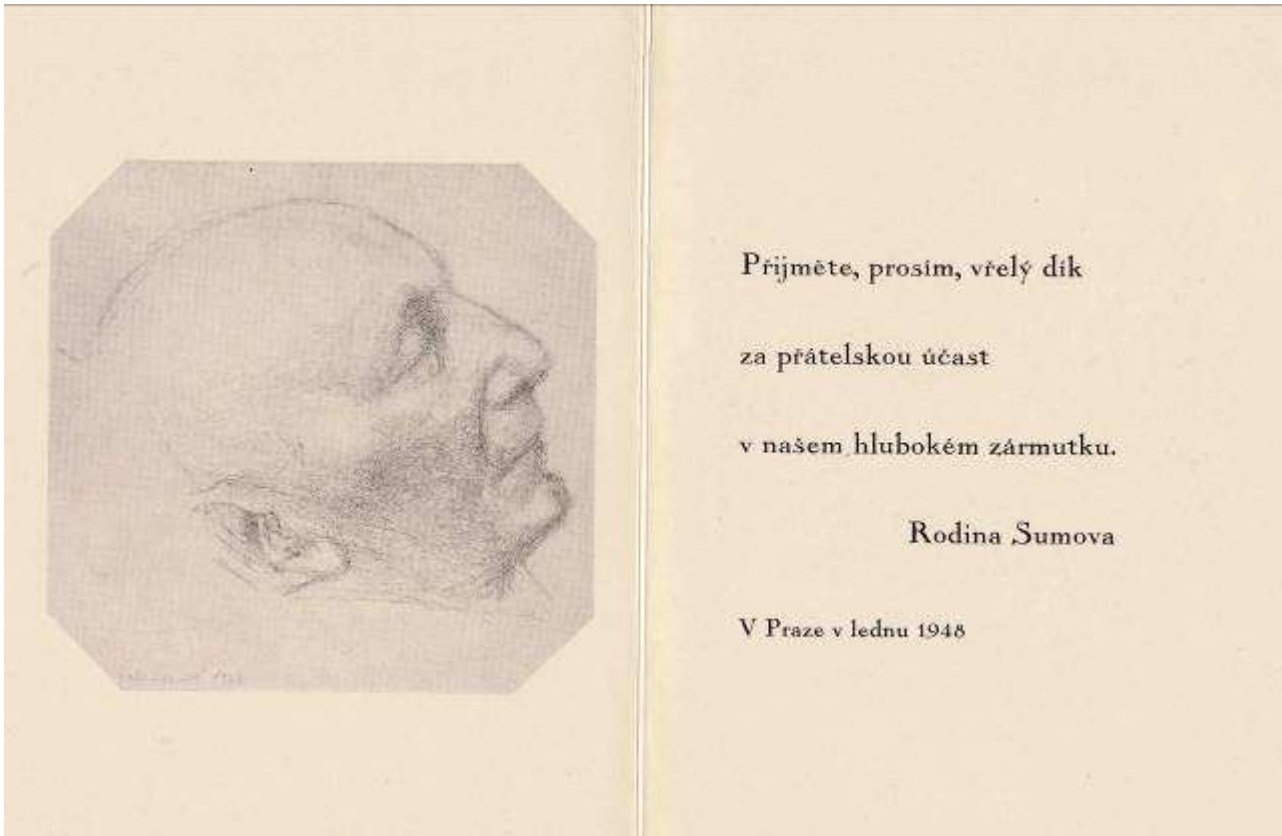 Přijměte, prosím, vřelý dík
za přátelskou účast
v našem hlubokém zármutku.
Rodina Sumova
V Praze v lednu 1948